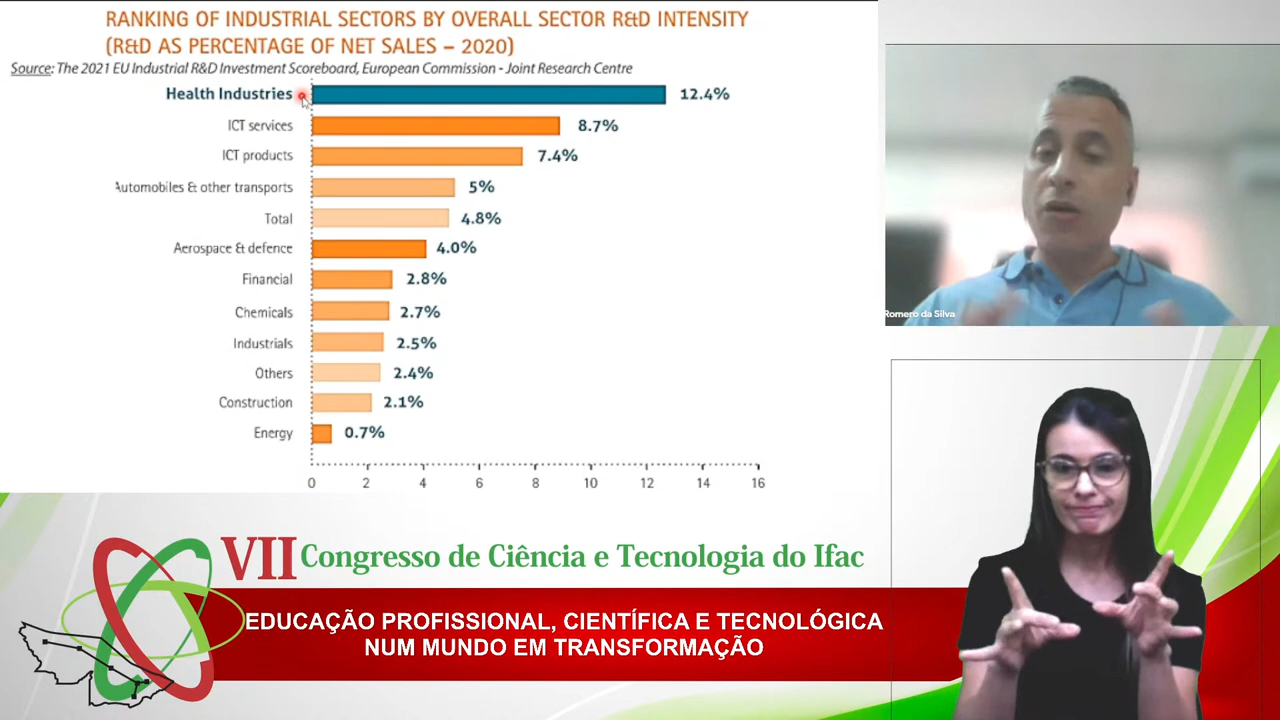 RANKING OF INDUSTRIAL SECTORS BY OVERALL SECTOR R&D INTENSITY
(R&D AS PERCENTAGE OF NET SALES – 2020)
Source: The 2021 EU Industrial R&D Investment Scoreboard, European Commission - Joint Research Centre
Health Industries 12.4%
ICT services 8.7%
ICT products 7.4%
Automobiles & other transports 5%
Total 4.8%
Aerospace & defence 4.0%
Financial 2.8%
Chemicals 2.7%
Industrials 2.5%
Others 2.4%
Construction 2.1%
Energy 0.7%
0 2 4 6 8 10 12 14 16
Romero da Silva
VII Congresso de Ciência e Tecnologia do Ifac
EDUCAÇÃO PROFISSIONAL, CIENTÍFICA E TECNOLÓGICA
NUM MUNDO EM TRANSFORMAÇÃO